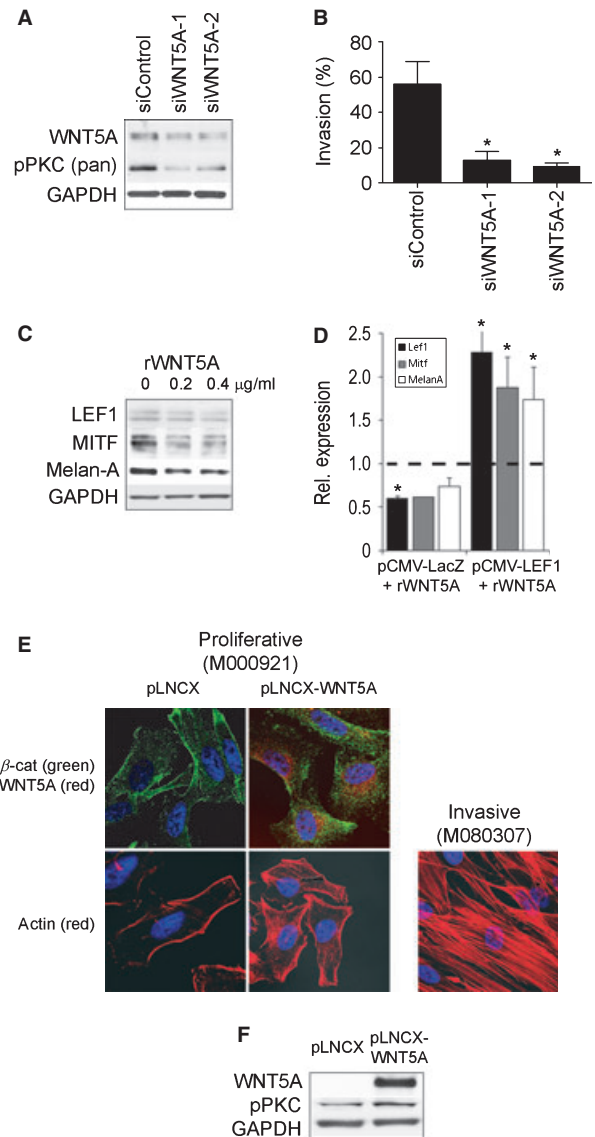 A
siControl
siWNT5A-1
siWNT5A-2
WNT5A
pPKC (pan)
GAPDH
B
Invasion (%)
80
60
40
20
0
*
*
siControl
siWNT5A-1
siWNT5A-2
C
rWNT5A
0 0.2 0.4 μg/ml
LEF1
MITF
Melan-A
GAPDH
D
Rel. expression
2.5
2.0
1.5
1.0
0.5
0
Lef1
Mitf
MelanA
*
*
*
*
pCMV-LacZ
+ rWNT5A
pCMV-LEF1
+ rWNT5A
E
Proliferative
(M000921)
pLNCX pLNCX-WNT5A
β-cat (green)
WNT5A (red)
Actin (red)
Invasive
(M080307)
F
pLNCX
pLNCX-
WNT5A
WNT5A
pPKC
GAPDH